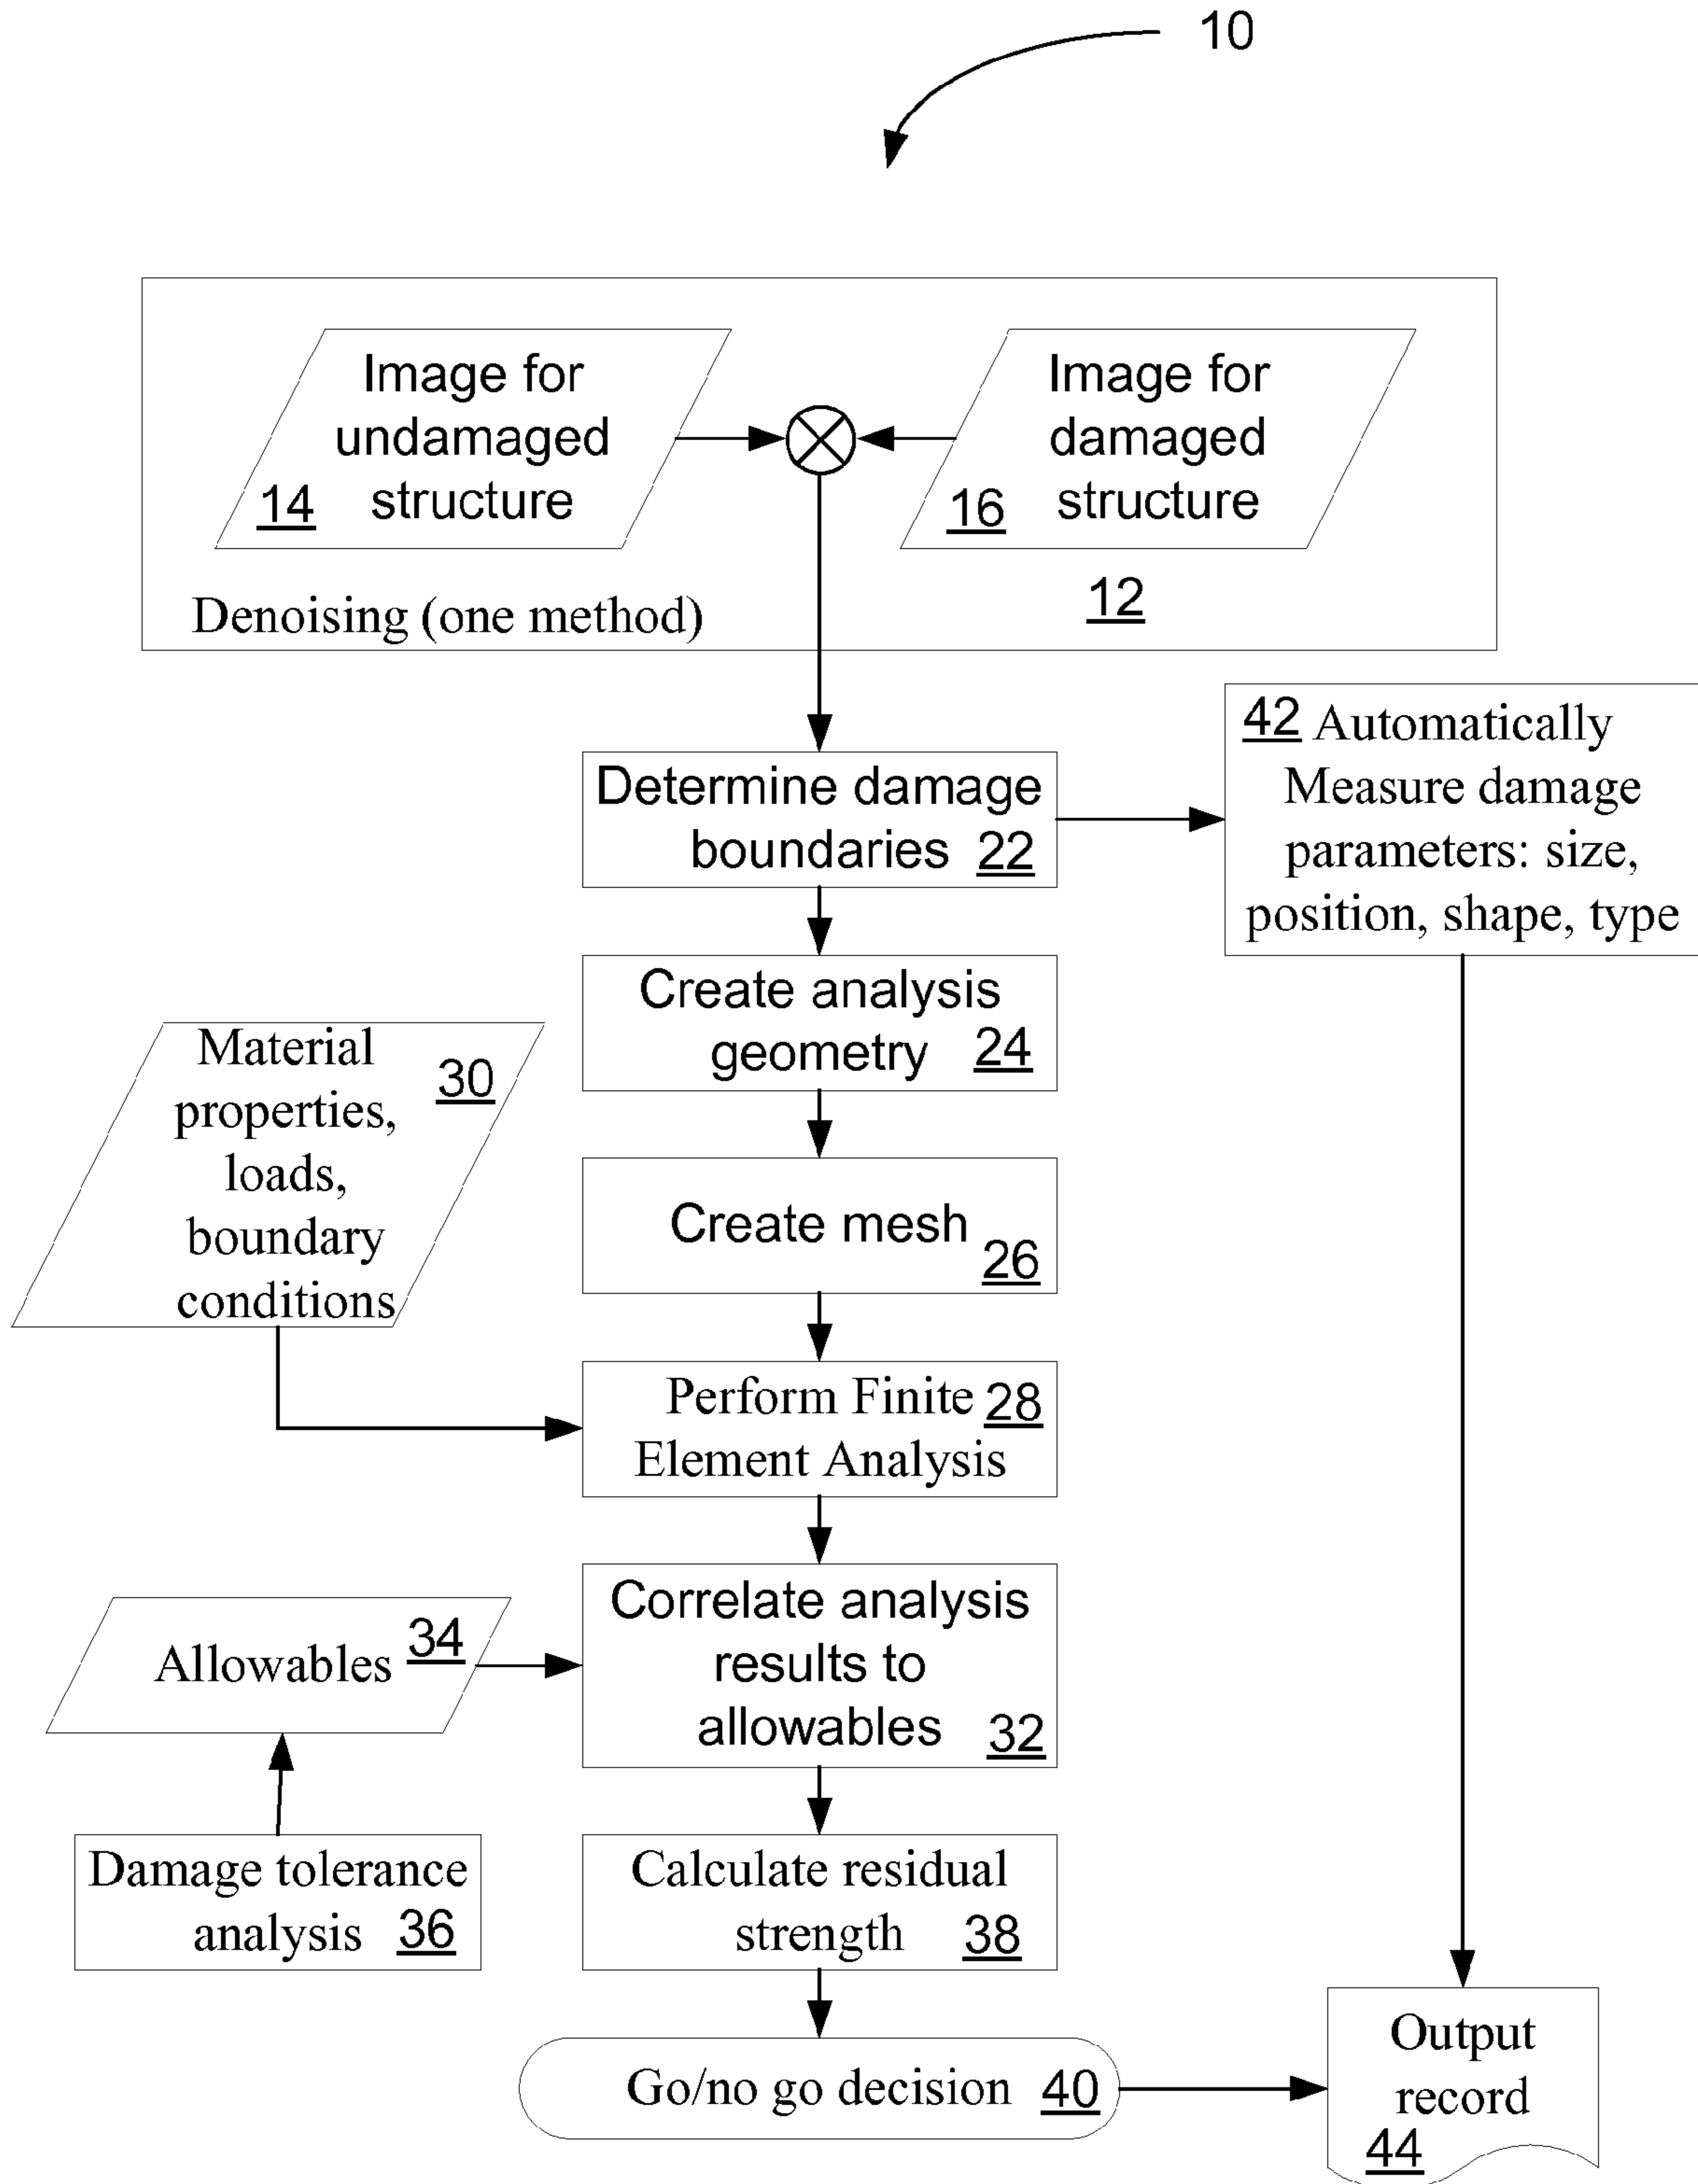 10
Image for
undamaged
14 structure
Image for
damaged
16 structure
Denoising (one method)
12
Determine damage
boundaries 22
42 Automatically
Measure damage
parameters: size,
position, shape, type
Create analysis
geometry 24
Material 30
properties,
loads,
boundary
conditions
Create mesh 26
Perform Finite 28
Element Analysis
Correlate analysis
results to
allowables 32
Allowables 34
Damage tolerance
analysis 36
Calculate residual
strength 38
Go/no go decision 40
Output
record
44